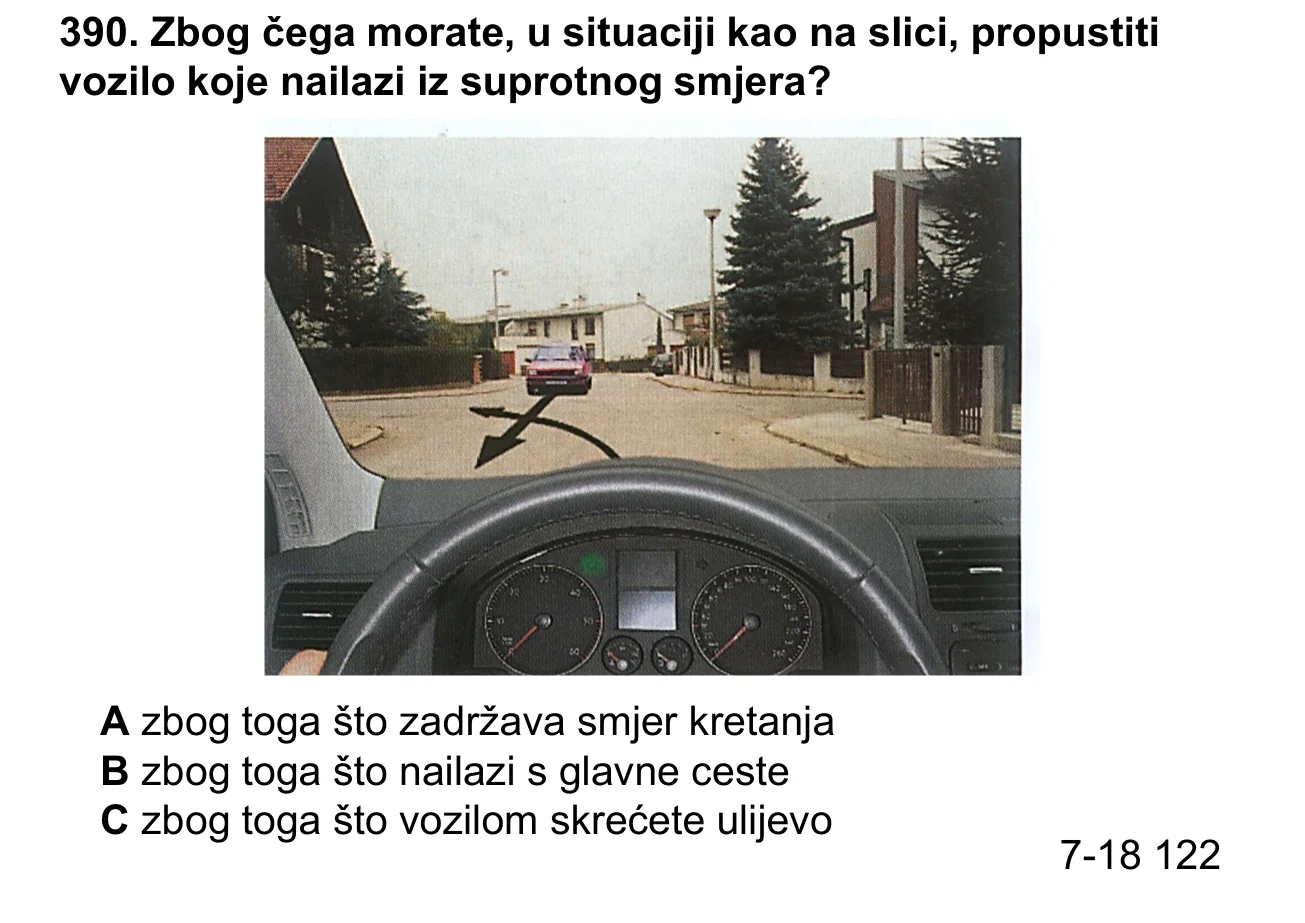 390. Zbog čega morate, u situaciji kao na slici, propustiti
vozilo koje nailazi iz suprotnog smjera?
A zbog toga što zadržava smjer kretanja
B zbog toga što nailazi s glavne ceste
C zbog toga što vozilom skrećete ulijevo
7-18 122